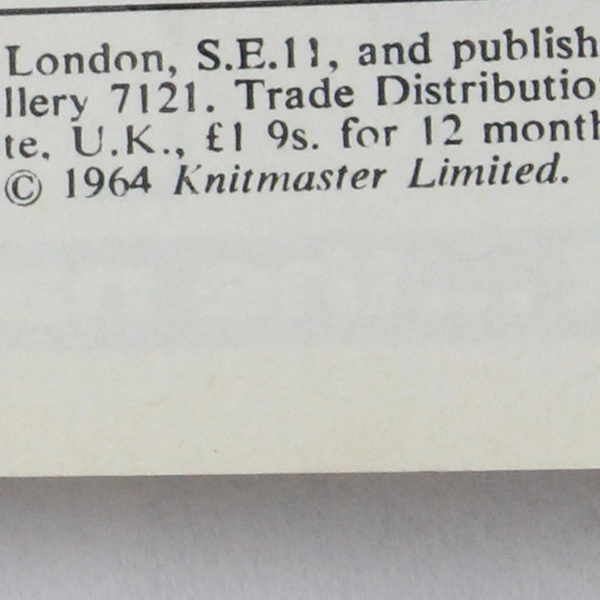 London, S.E.11, and publish
llery 7121. Trade Distributio
te, U.K., £1 9s. for 12 month
© 1964 Knitmaster Limited.